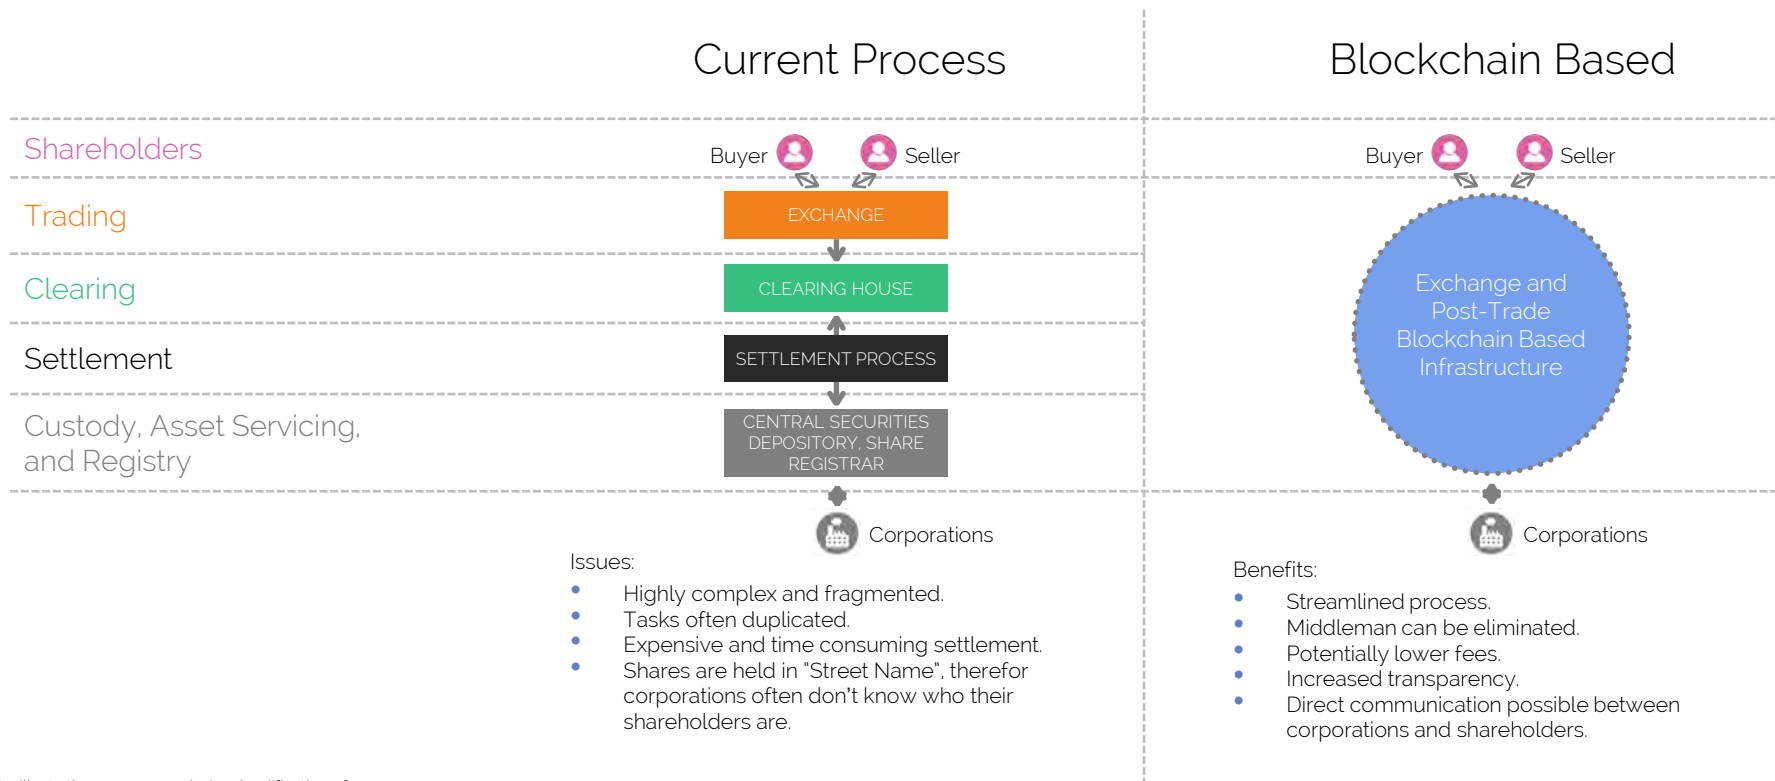 Current Process
Blockchain Based
Shareholders
Buyer
Seller
Buyer
Seller
Trading
EXCHANGE
Clearing
CLEARING HOUSE
Settlement
SETTLEMENT PROCESS
Custody, Asset Servicing,
and Registry
CENTRAL SECURITIES
DEPOSITORY, SHARE
REGISTRAR
Exchange and
Post-Trade
Blockchain Based
Infrastructure
Corporations
Issues:
Highly complex and fragmented.
Tasks often duplicated.
Expensive and time consuming settlement.
Shares are held in “Street Name”, therefor
corporations often don’t know who their
shareholders are.
Corporations
Benefits:
Streamlined process.
Middleman can be eliminated.
Potentially lower fees.
Increased transparency.
Direct communication possible between
corporations and shareholders.